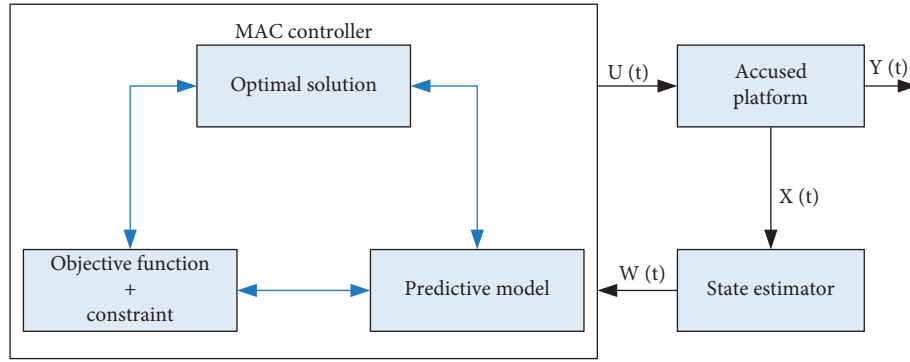 MAC controller
Optimal solution
U (t)
Accused
platform
Y (t)
X (t)
Objective function
+
constraint
Predictive model
W (t)
State estimator